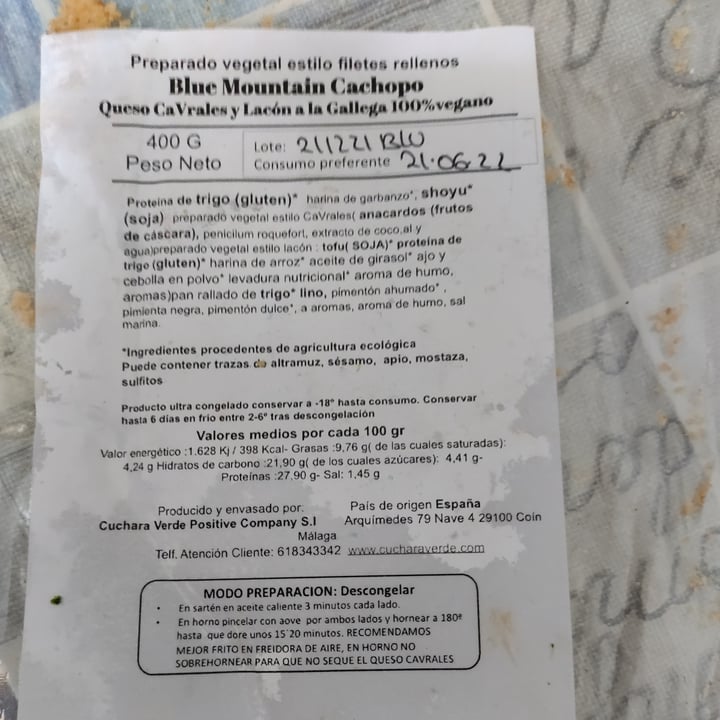 Preparado vegetal estilo filetes rellenos
Blue Mountain Cachopo
Queso CaVrales y Lacón a la Gallega 100%vegano
400 G
Peso Neto
Lote: 211221 BLU
Consumo preferente 21·06·22
Proteina de trigo (gluten)* harina de garbanzo*, shoyu*
(soja) preparado vegetal estilo CaVrales( anacardos (frutos
de cáscara), penicilum roquefort, extracto de coco,al y
agua)preparado vegetal estilo lacón : tofu( SOJA)* proteína de
trigo (gluten)* harina de arroz* aceite de girasol* ajo y
cebolla en polvo* levadura nutricional* aroma de humo,
aromas)pan rallado de trigo* lino, pimentón ahumado* ,
pimienta negra, pimentón dulce*, a aromas, aroma de humo, sal
marina.
*Ingredientes procedentes de agricultura ecológica
Puede contener trazas de altramuz, sésamo, apio, mostaza,
sulfitos
Producto ultra congelado conservar a -18º hasta consumo. Conservar
hasta 6 días en frio entre 2-6º tras descongelación
Valores medios por cada 100 gr
Valor energético :1.628 Kj / 398 Kcal- Grasas :9,76 g( de las cuales saturadas):
4,24 g Hidratos de carbono :21,90 g( de los cuales azúcares): 4,41 g-
Proteínas :27,90 g- Sal: 1,45 g
Producido y envasado por: País de origen España
Cuchara Verde Positive Company S.l Arquímedes 79 Nave 4 29100 Coin
Málaga
Telf. Atención Cliente: 618343342 www.cucharaverde.com
MODO PREPARACION: Descongelar
• En sartén en aceite caliente 3 minutos cada lado.
• En horno pincelar con aove por ambos lados y hornear a 180º
hasta que dore unos 15´20 minutos. RECOMENDAMOS
MEJOR FRITO EN FREIDORA DE AIRE, EN HORNO NO
SOBREHORNEAR PARA QUE NO SEQUE EL QUESO CAVRALES